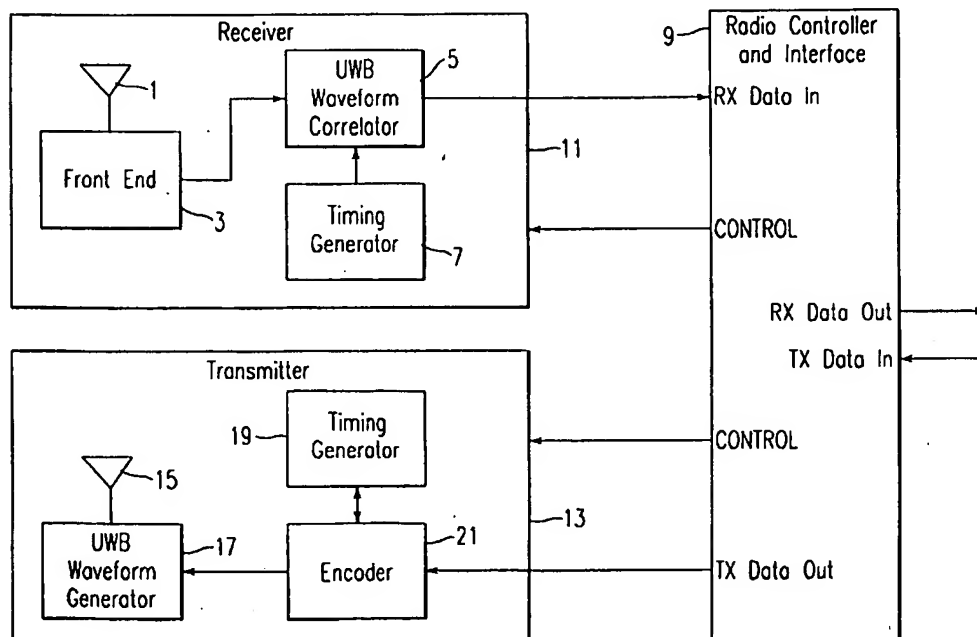 Receiver
1
Front End
3
UWB
Waveform
Correlator
5
Timing
Generator
7
11
9
Radio Controller
and Interface
RX Data In
CONTROL
RX Data Out
TX Data In
CONTROL
TX Data Out
Transmitter
19
Timing
Generator
15
UWB
Waveform
Generator
17
Encoder
21
13